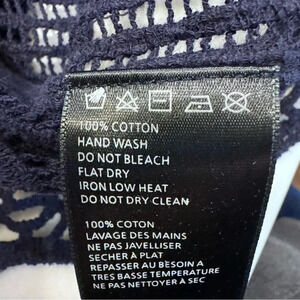 100% COTTON
HAND WASH
DO NOT BLEACH
FLAT DRY
IRON LOW HEAT
DO NOT DRY CLEAN
100% COTON
LAVAGE DES MAINS
NE PAS JAVELLISER
SECHER À PLAT
REPASSER AU BESOIN À
TRES BASSE TEMPÉRATURE
NE PAS NETTOYER À SEC